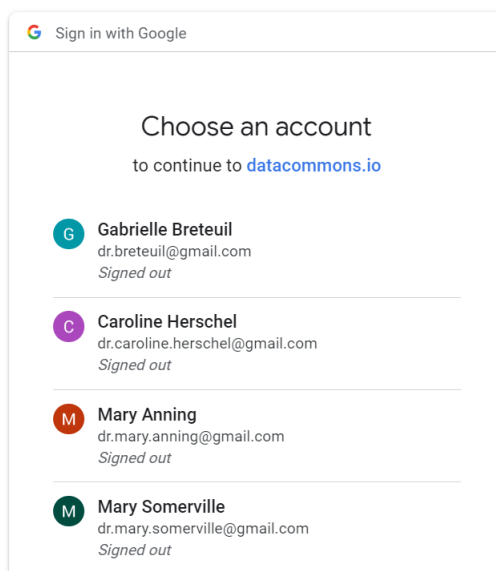 Sign in with Google
Choose an account
to continue to datacommons.io
G
Gabrielle Breteuil
dr.breteuil@gmail.com
Signed out
C
Caroline Herschel
dr.caroline.herschel@gmail.com
Signed out
M
Mary Anning
dr.mary.anning@gmail.com
Signed out
M
Mary Somerville
dr.mary.somerville@gmail.com
Signed out